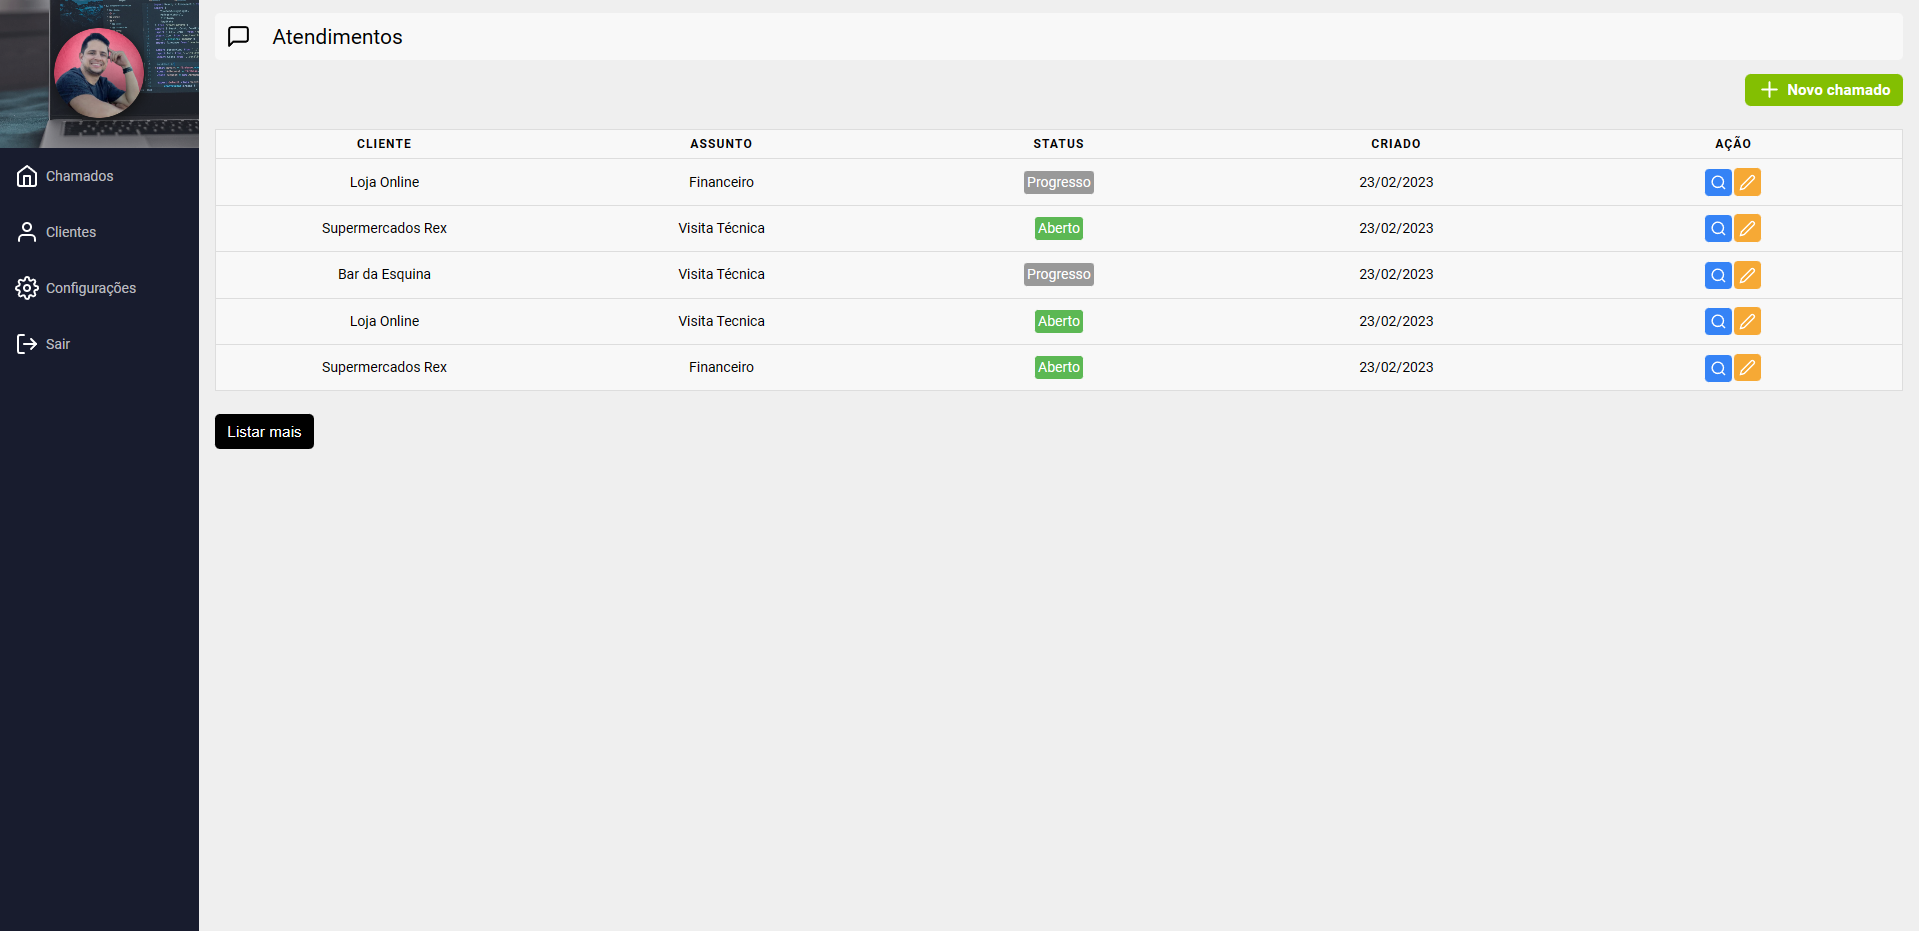 Atendimentos
Novo chamado
Chamados
Clientes
Configurações
Sair
CLIENTE ASSUNTO STATUS CRIADO AÇÃO
Loja Online Financeiro Progresso 23/02/2023
Supermercados Rex Visita Técnica Aberto 23/02/2023
Bar da Esquina Visita Técnica Progresso 23/02/2023
Loja Online Visita Tecnica Aberto 23/02/2023
Supermercados Rex Financeiro Aberto 23/02/2023
Listar mais